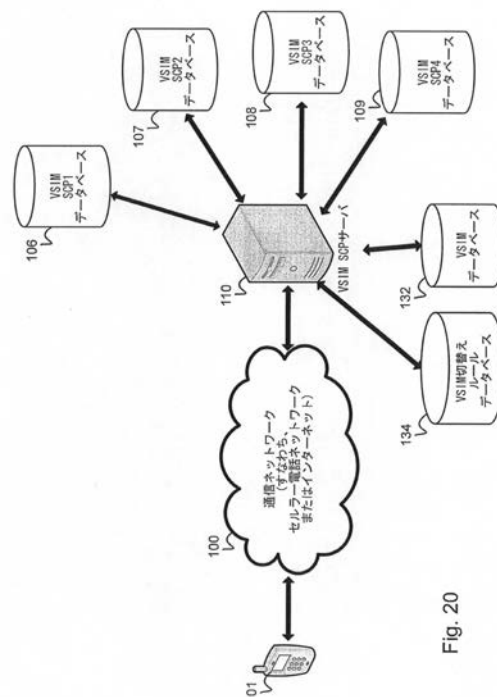 106
VSIM
SCP1
データベース
107
VSIM
SCP2
データベース
108
VSIM
SCP3
データベース
109
VSIM
SCP4
データベース
110
VSIM SCPサーバ
132
VSIM
データベース
134
VSIM切替え
ルール
データベース
100
通信ネットワーク
(すなわち、
セルラー電話ネットワーク
またはインターネット)
01
Fig. 20